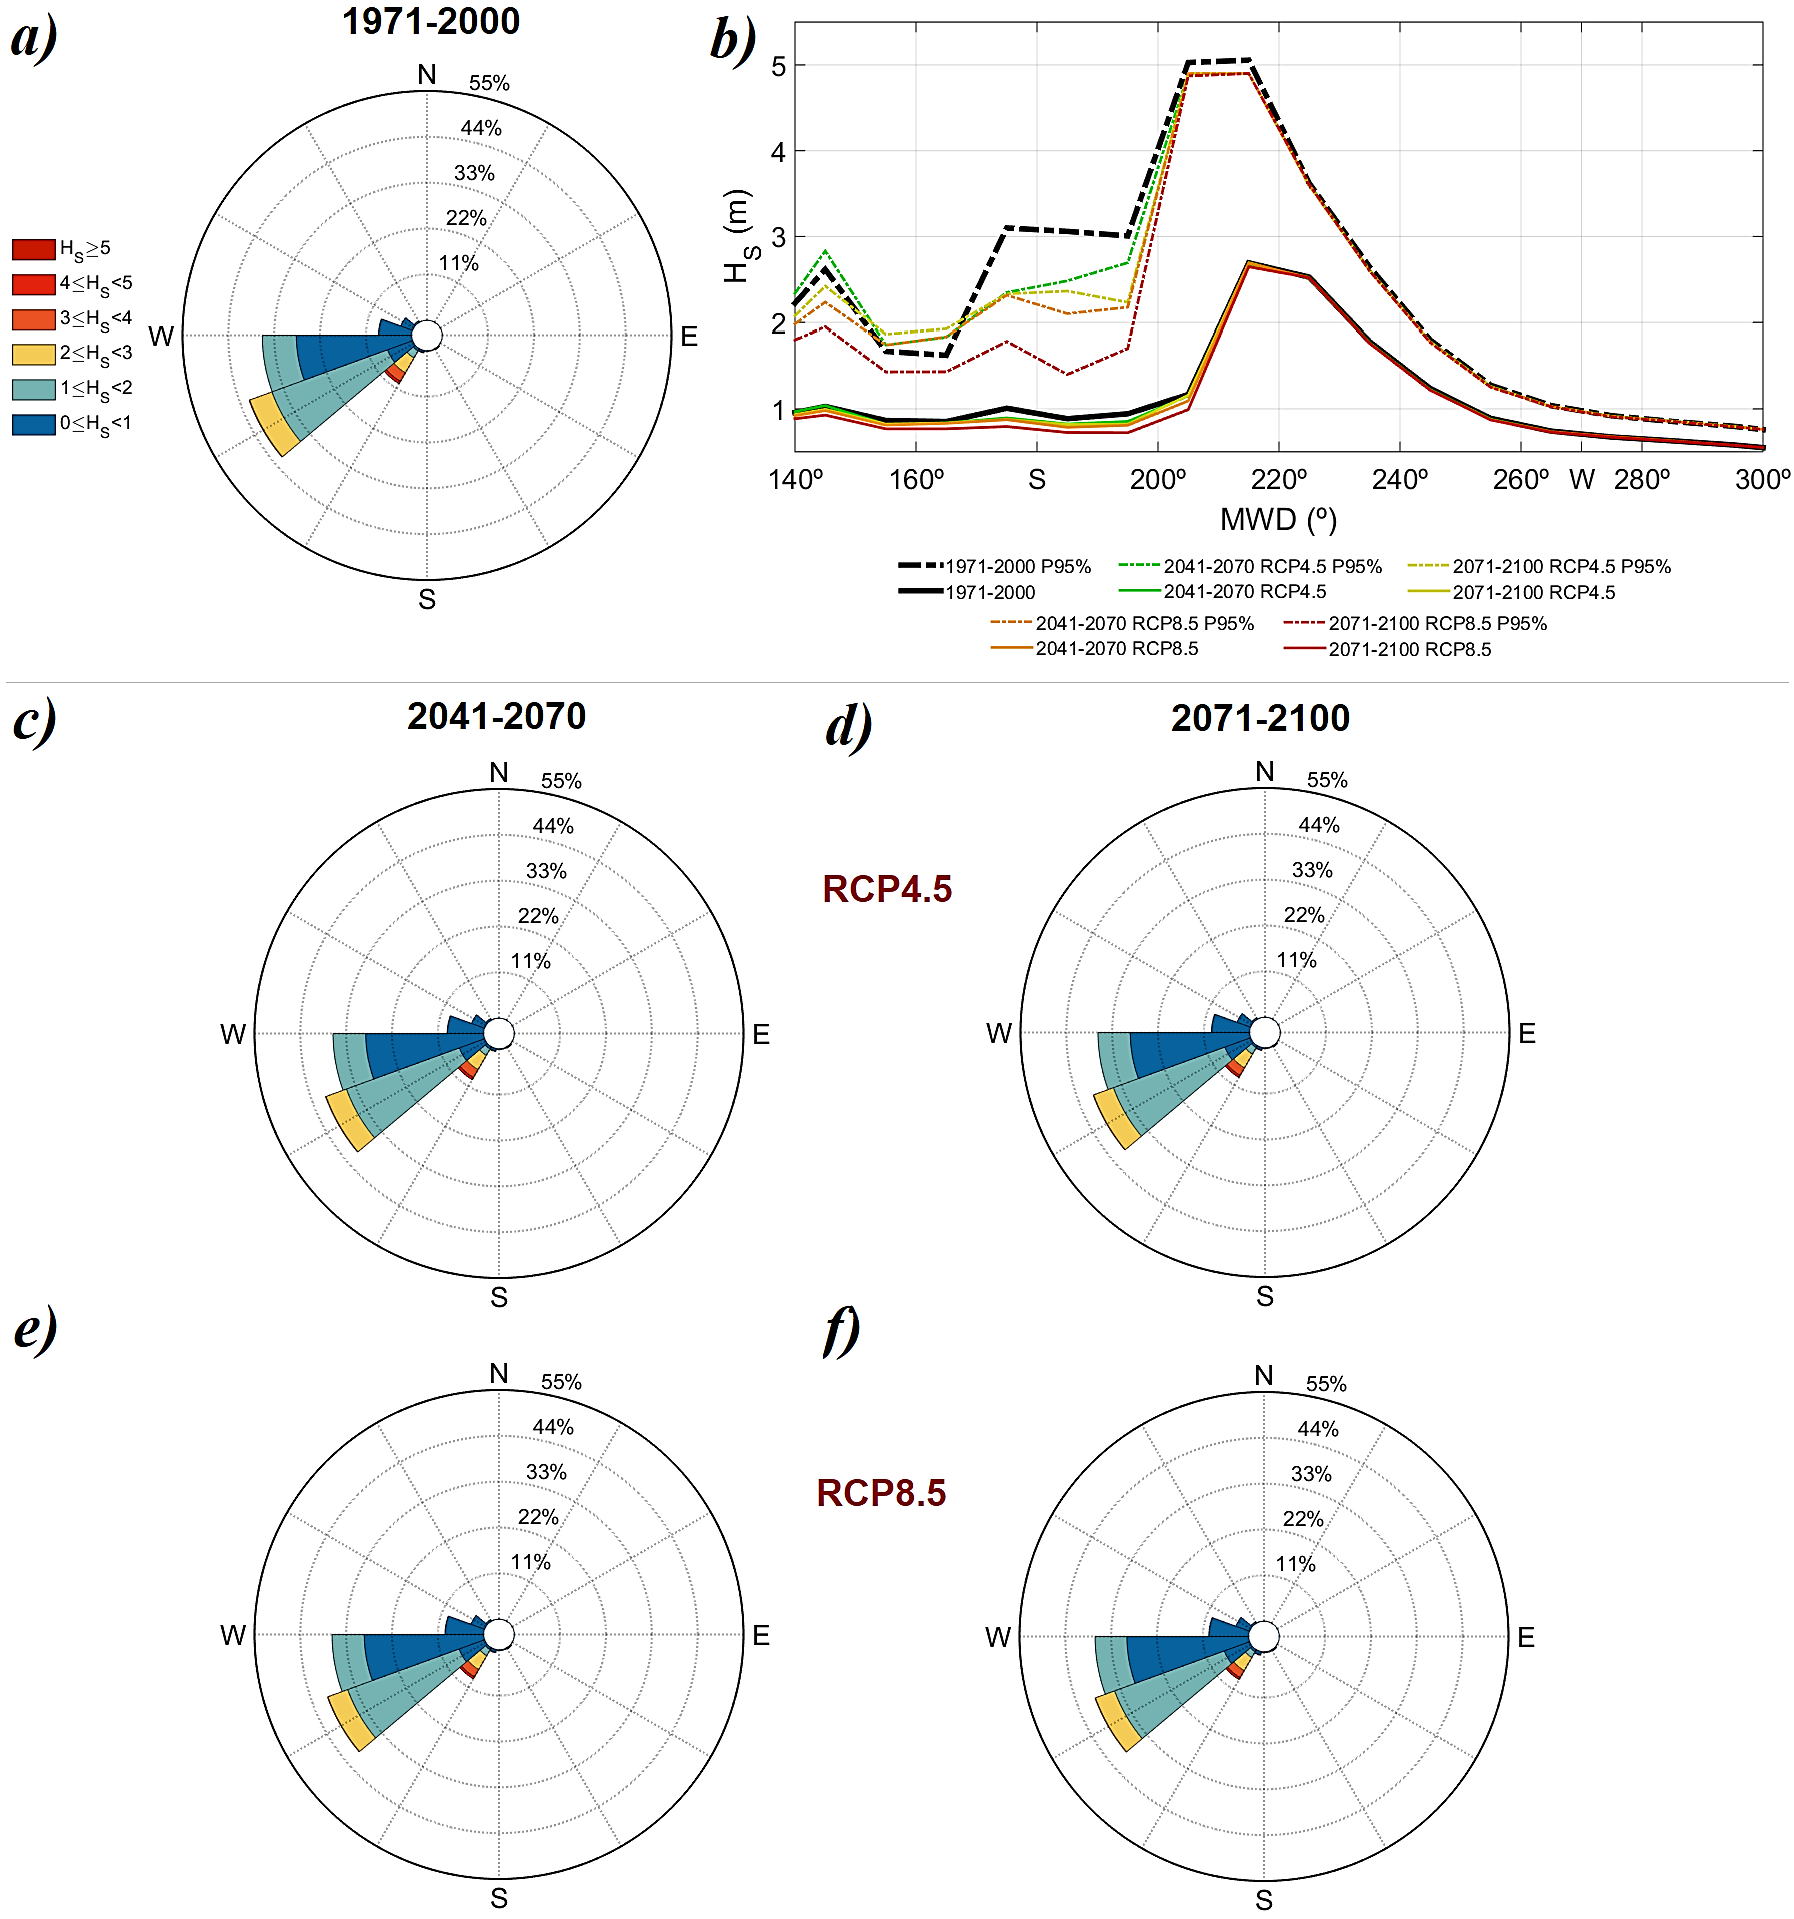 a)
1971-2000
N
55%
44%
33%
22%
11%
W
E
S
HS≥5
4≤HS<5
3≤HS<4
2≤HS<3
1≤HS<2
0≤HS<1
b)
HS (m)
5
4
3
2
1
140º 160º S 200º 220º 240º 260º W 280º 300º
MWD (º)
1971-2000 P95% 2041-2070 RCP4.5 P95% 2071-2100 RCP4.5 P95%
1971-2000 2041-2070 RCP4.5 2071-2100 RCP4.5
2041-2070 RCP8.5 P95% 2071-2100 RCP8.5 P95%
2041-2070 RCP8.5 2071-2100 RCP8.5
c)
2041-2070
N
55%
44%
33%
22%
11%
W
E
S
d)
2071-2100
RCP4.5
N
55%
44%
33%
22%
11%
W
E
S
e)
N
55%
44%
33%
22%
11%
W
E
S
f)
RCP8.5
N
55%
44%
33%
22%
11%
W
E
S